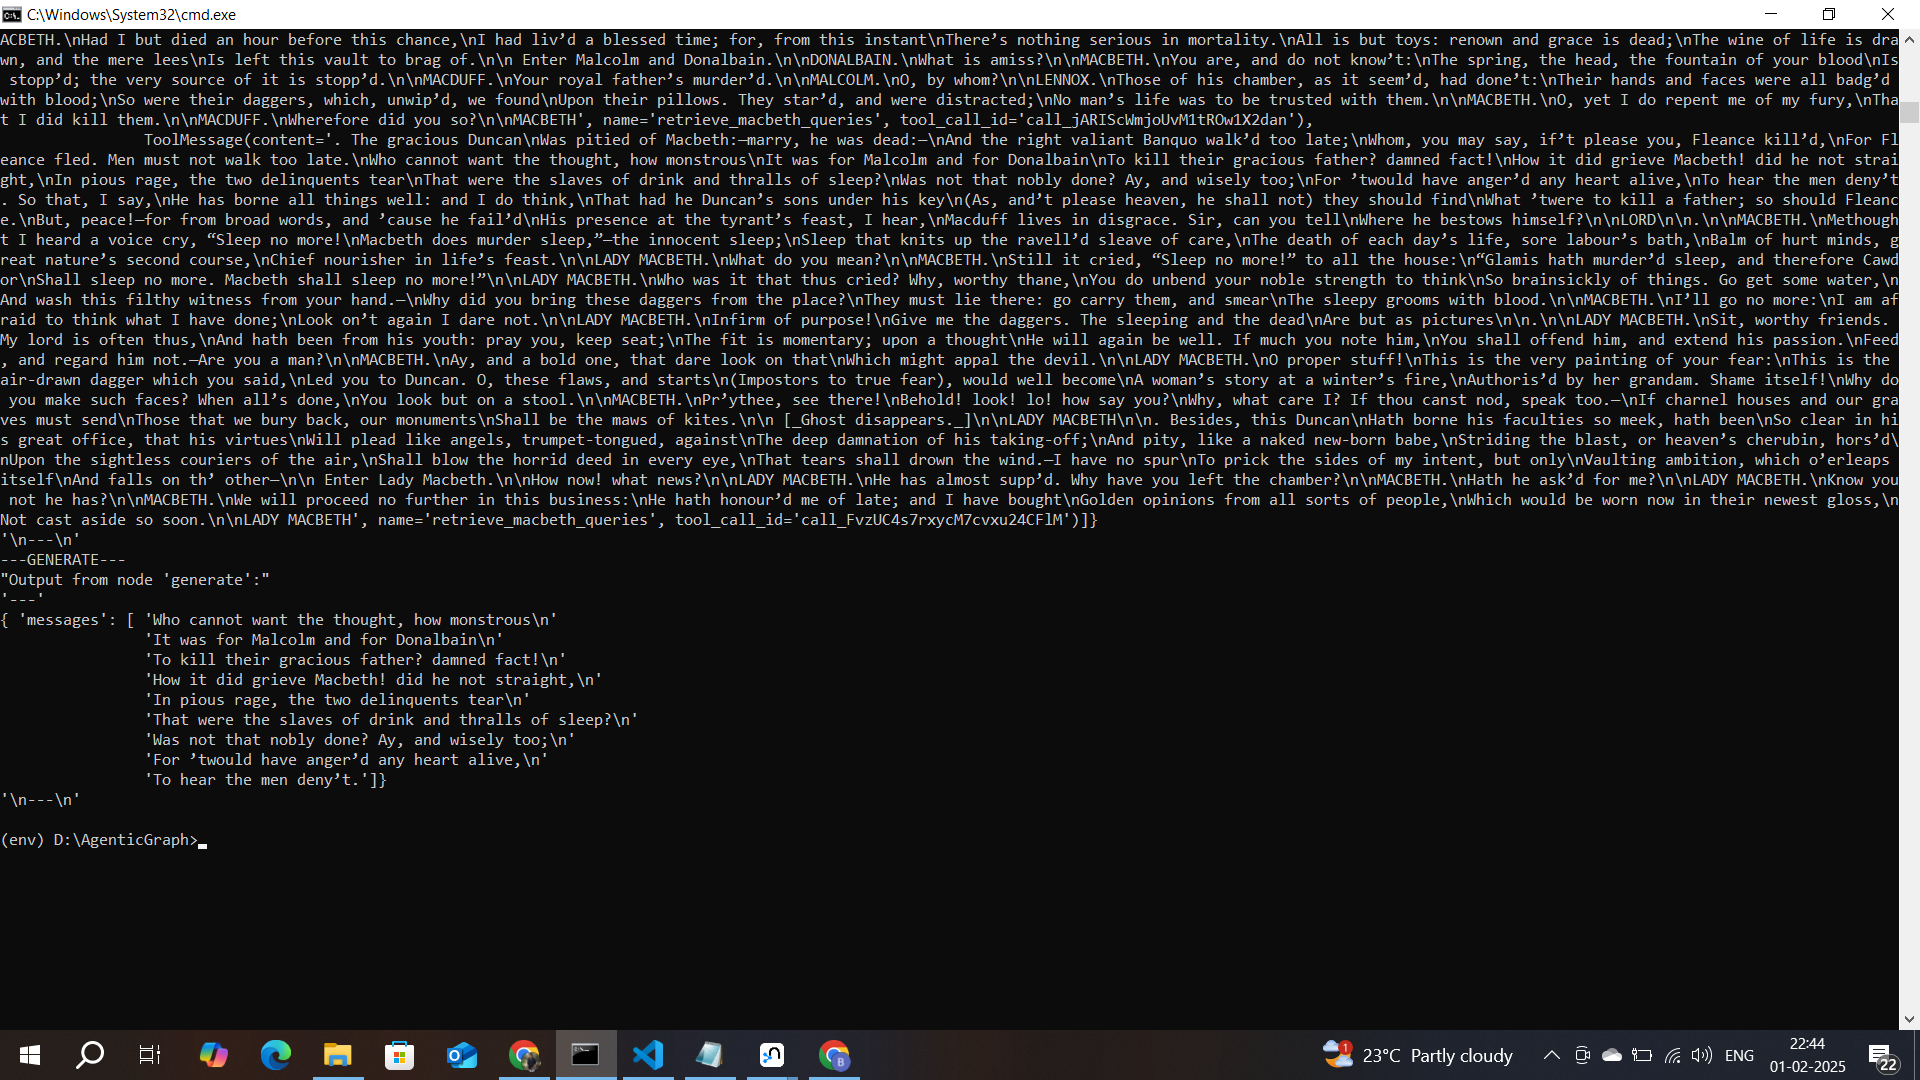 C:\Windows\System32\cmd.exe
ACBETH.\nHad I but died an hour before this chance,\nI had liv’d a blessed time; for, from this instant\nThere’s nothing serious in mortality.\nAll is but toys: renown and grace is dead;\nThe wine of life is dra
wn, and the mere lees\nIs left this vault to brag of.\n\n Enter Malcolm and Donalbain.\n\nDONALBAIN.\nWhat is amiss?\n\nMACBETH.\nYou are, and do not know’t:\nThe spring, the head, the fountain of your blood\nIs
 stopp’d; the very source of it is stopp’d.\n\nMACDUFF.\nYour royal father’s murder’d.\n\nMALCOLM.\nO, by whom?\n\nLENNOX.\nThose of his chamber, as it seem’d, had done’t:\nTheir hands and faces were all badg’d
with blood;\nSo were their daggers, which, unwip’d, we found\nUpon their pillows. They star’d, and were distracted;\nNo man’s life was to be trusted with them.\n\nMACBETH.\nO, yet I do repent me of my fury,\nTha
t I did kill them.\n\nMACDUFF.\nWherefore did you so?\n\nMACBETH', name='retrieve_macbeth_queries', tool_call_id='call_jARIScWmjoUvM1tROw1X2dan'),
ToolMessage(content='. The gracious Duncan\nWas pitied of Macbeth:—marry, he was dead:—\nAnd the right valiant Banquo walk’d too late;\nWhom, you may say, if’t please you, Fleance kill’d,\nFor Fl
eance fled. Men must not walk too late.\nWho cannot want the thought, how monstrous\nIt was for Malcolm and for Donalbain\nTo kill their gracious father? damned fact!\nHow it did grieve Macbeth! did he not strai
ght,\nIn pious rage, the two delinquents tear\nThat were the slaves of drink and thralls of sleep?\nWas not that nobly done? Ay, and wisely too;\nFor ’twould have anger’d any heart alive,\nTo hear the men deny’t
. So that, I say,\nHe has borne all things well: and I do think,\nThat had he Duncan’s sons under his key\n(As, and’t please heaven, he shall not) they should find\nWhat ’twere to kill a father; so should Fleanc
e.\nBut, peace!—for from broad words, and ’cause he fail’d\nHis presence at the tyrant’s feast, I hear,\nMacduff lives in disgrace. Sir, can you tell\nWhere he bestows himself?\n\n\nLORD\n\n.\n\n\nMACBETH.\nMethough
t I heard a voice cry, “Sleep no more!\nMacbeth does murder sleep,”—the innocent sleep;\nSleep that knits up the ravell’d sleave of care,\nThe death of each day’s life, sore labour’s bath,\nBalm of hurt minds, g
reat nature’s second course,\nChief nourisher in life’s feast.\n\nLADY MACBETH.\nWhat do you mean?\n\nMACBETH.\nStill it cried, “Sleep no more!” to all the house:\n“Glamis hath murder’d sleep, and therefore Cawd
or\nShall sleep no more. Macbeth shall sleep no more!”\n\nLADY MACBETH.\nWho was it that thus cried? Why, worthy thane,\nYou do unbend your noble strength to think\nSo brainsickly of things. Go get some water,\n
And wash this filthy witness from your hand.—\nWhy did you bring these daggers from the place?\nThey must lie there: go carry them, and smear\nThe sleepy grooms with blood.\n\nMACBETH.\nI’ll go no more:\nI am af
raid to think what I have done;\nLook on’t again I dare not.\n\nLADY MACBETH.\nInfirm of purpose!\nGive me the daggers. The sleeping and the dead\nAre but as pictures\n\n.\n\nLADY MACBETH.\nSit, worthy friends.
My lord is often thus,\nAnd hath been from his youth: pray you, keep seat;\nThe fit is momentary; upon a thought\nHe will again be well. If much you note him,\nYou shall offend him, and extend his passion.\nFeed
, and regard him not.—Are you a man?\n\nMACBETH.\nAy, and a bold one, that dare look on that\nWhich might appal the devil.\n\nLADY MACBETH.\nO proper stuff!\nThis is the very painting of your fear:\nThis is the
air-drawn dagger which you said,\nLed you to Duncan. O, these flaws, and starts\n(Impostors to true fear), would well become\nA woman’s story at a winter’s fire,\nAuthoris’d by her grandam. Shame itself!\nWhy do
 you make such faces? When all’s done,\nYou look but on a stool.\n\nMACBETH.\nPr’ythee, see there!\nBehold! look! lo! how say you?\nWhy, what care I? If thou canst nod, speak too.—\nIf charnel houses and our gra
ves must send\nThose that we bury back, our monuments\nShall be the maws of kites.\n\n [_Ghost disappears._]\n\nLADY MACBETH\n\n. Besides, this Duncan\nHath borne his faculties so meek, hath been\nSo clear in hi
s great office, that his virtues\nWill plead like angels, trumpet-tongued, against\nThe deep damnation of his taking-off;\nAnd pity, like a naked new-born babe,\nStriding the blast, or heaven’s cherubin, hors’d\
nUpon the sightless couriers of the air,\nShall blow the horrid deed in every eye,\nThat tears shall drown the wind.—I have no spur\nTo prick the sides of my intent, but only\nVaulting ambition, which o’erleaps
itself\nAnd falls on th’ other—\n\n Enter Lady Macbeth.\n\nHow now! what news?\n\nLADY MACBETH.\nHe has almost supp’d. Why have you left the chamber?\n\nMACBETH.\nHath he ask’d for me?\n\nLADY MACBETH.\nKnow you
 not he has?\n\nMACBETH.\nWe will proceed no further in this business:\nHe hath honour’d me of late; and I have bought\nGolden opinions from all sorts of people,\nWhich would be worn now in their newest gloss,\n
Not cast aside so soon.\n\nLADY MACBETH', name='retrieve_macbeth_queries', tool_call_id='call_FvzUC4s7rxycM7cvxu24CFlM')]}
'\n---\n'
---GENERATE---
"Output from node 'generate':"
'---'
{ 'messages': [ 'Who cannot want the thought, how monstrous\n'
'It was for Malcolm and for Donalbain\n'
'To kill their gracious father? damned fact!\n'
'How it did grieve Macbeth! did he not straight,\n'
'In pious rage, the two delinquents tear\n'
'That were the slaves of drink and thralls of sleep?\n'
'Was not that nobly done? Ay, and wisely too;\n'
'For ’twould have anger’d any heart alive,\n'
'To hear the men deny’t.']}
'\n---\n'
(env) D:\AgenticGraph>
1
23°C Partly cloudy
ENG
22:44
01-02-2025
22